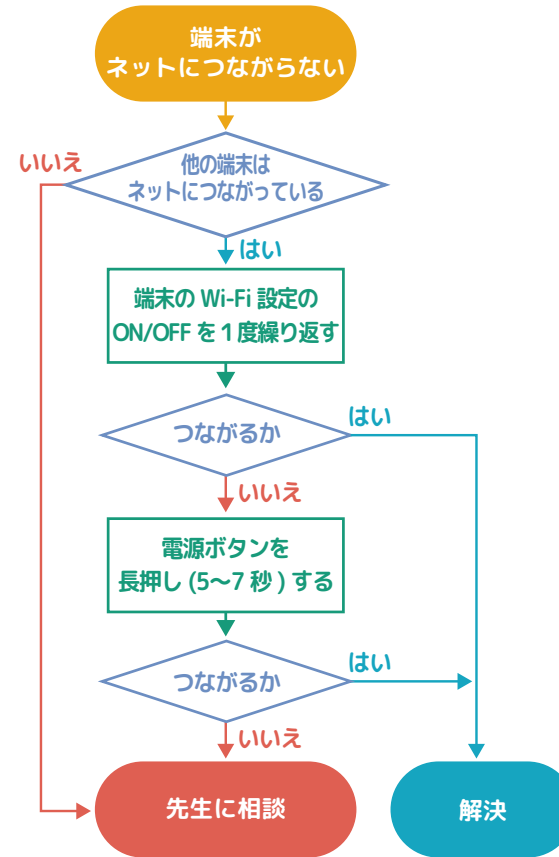 端末が
ネットにつながらない
いいえ
他の端末は
ネットにつながっている
はい
端末の Wi-Fi 設定の
ON/OFF を 1 度繰り返す
つながるか
はい
いいえ
電源ボタンを
長押し (5〜7 秒 ) する
つながるか
はい
いいえ
先生に相談
解決